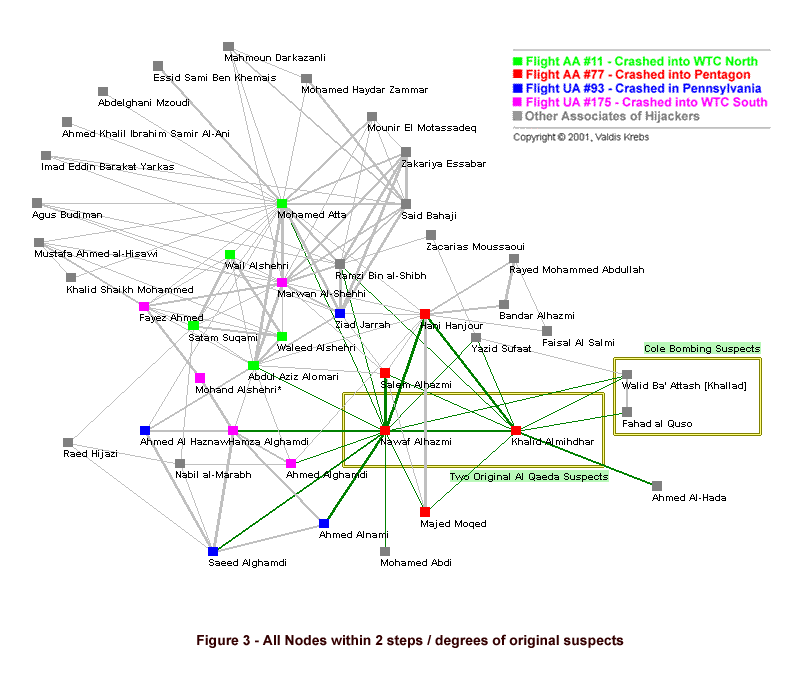 Mahmoun Darkazanli
Essid Sami Ben Khemais
Mohamed Haydar Zammar
Abdelghani Mzoudi
Ahmed Khalil Ibrahim Samir Al-Ani
Mounir El Motassadeq
Imad Eddin Barakat Yarkas
Zakariya Essabar
Flight AA #11 - Crashed into WTC North
Flight AA #77 - Crashed into Pentagon
Flight UA #93 - Crashed in Pennsylvania
Flight UA #175 - Crashed into WTC South
Other Associates of Hijackers
Copyright © 2001, Valdis Krebs
Agus Budiman
Mohamed Atta
Said Bahaji
Mustafa Ahmed al-Hisawi
Zacarias Moussaoui
Wail Alshehri
Ramzi Bin al-Shibh
Rayed Mohammed Abdullah
Khalid Shaikh Mohammed
Marwan Al-Shehhi
Fayez Ahmed
Ziad Jarrah
Hani Hanjour
Bandar Alhazmi
Satam Suqami
Waleed Alshehri
Yazid Sufaat
Faisal Al Salmi
Cole Bombing Suspects
Abdul Aziz Alomari
Mohand Alshehri*
Salem Alhazmi
Walid Ba' Attash [Khallad]
Fahad al Quso
Ahmed Al Haznawi
Hamza Alghamdi
Nawaf Alhazmi
Khalid Almihdhar
Raed Hijazi
Nabil al-Marabh
Ahmed Alghamdi
Two Original Al Qaeda Suspects
Ahmed Al-Hada
Majed Moqed
Ahmed Alnami
Saeed Alghamdi
Mohamed Abdi
Figure 3 - All Nodes within 2 steps / degrees of original suspects